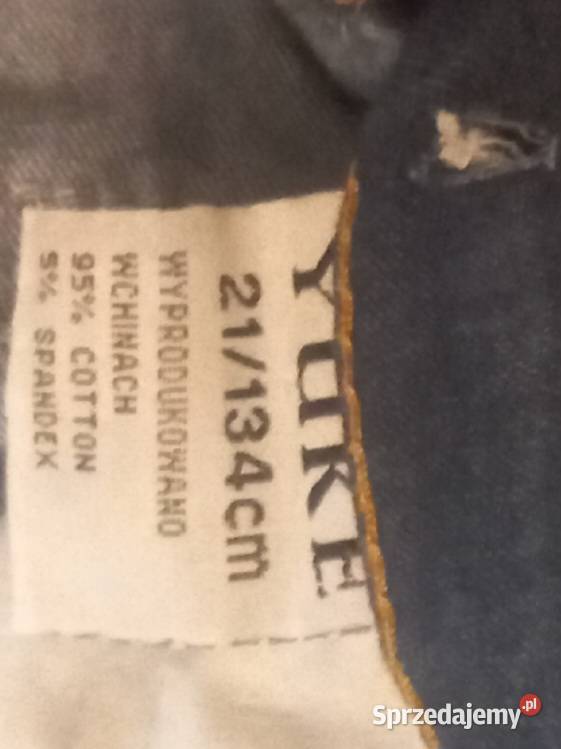 YUKE
21/134cm
WYPRODUKOWANO
WCHINACH
95% COTTON
5% SPANDEX
Sprzedajemy.pl